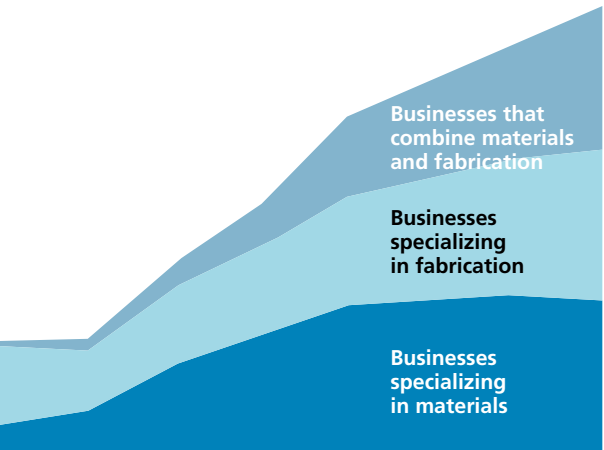 Businesses that
combine materials
and fabrication
Businesses
specializing
in fabrication
Businesses
specializing
in materials